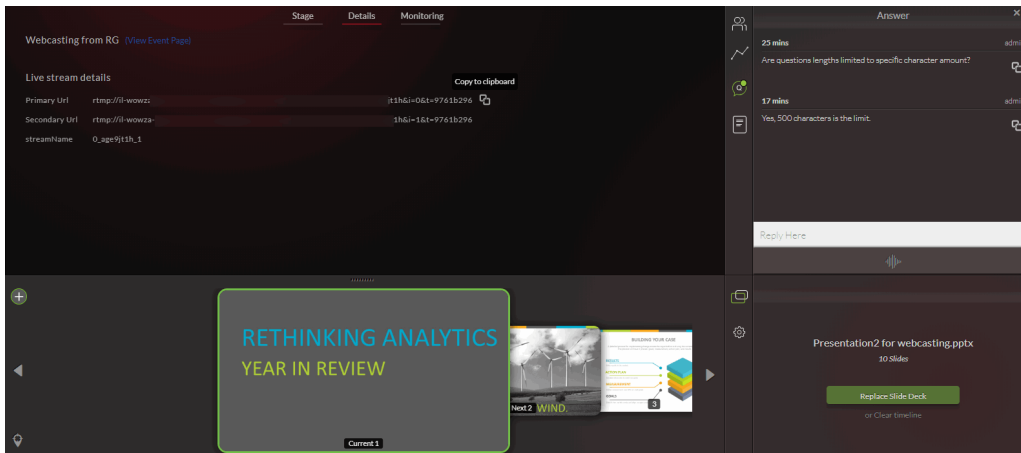 Stage Details Monitoring
Webcasting from RG (View Event Page)
Live stream details
Copy to clipboard
Primary Url rtmp://il-wowza jt1h&i=0&t=9761b296
Secondary Url rtmp://il-wowza- 1h&i=1&t=9761b296
streamName 0_age9jt1h_1
RETHINKING ANALYTICS
YEAR IN REVIEW
Current 1
Next 2 WIND.
BUILDING YOUR CASE
3
Answer
25 mins admi
Are questions lengths limited to specific character amount?
17 mins admi
Yes, 500 characters is the limit.
Reply Here
Presentation2 for webcasting.pptx
10 Slides
Replace Slide Deck
or Clear timeline